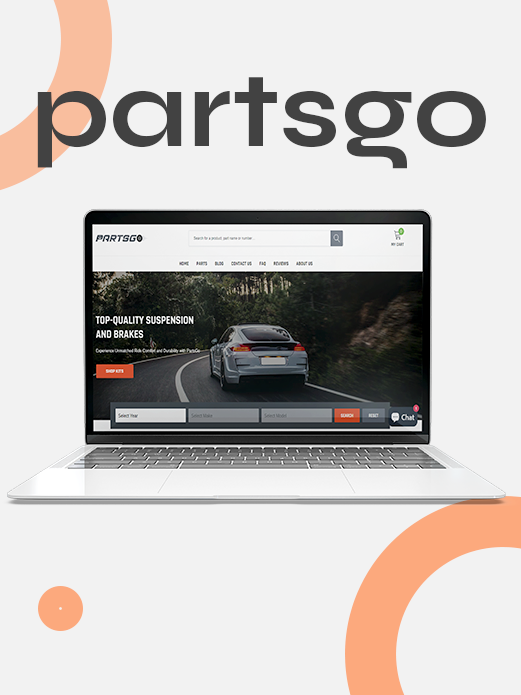 partsgo
PARTSGO
Search for a product, part name or number...
0
MY CART
HOME PARTS BLOG CONTACT US FAQ REVIEWS ABOUT US
TOP-QUALITY SUSPENSION
AND BRAKES
Experience Unmatched Ride Comfort and Durability with PartsGo
SHOP KITS
Select Year Select Make Select Model SEARCH RESET
Chat